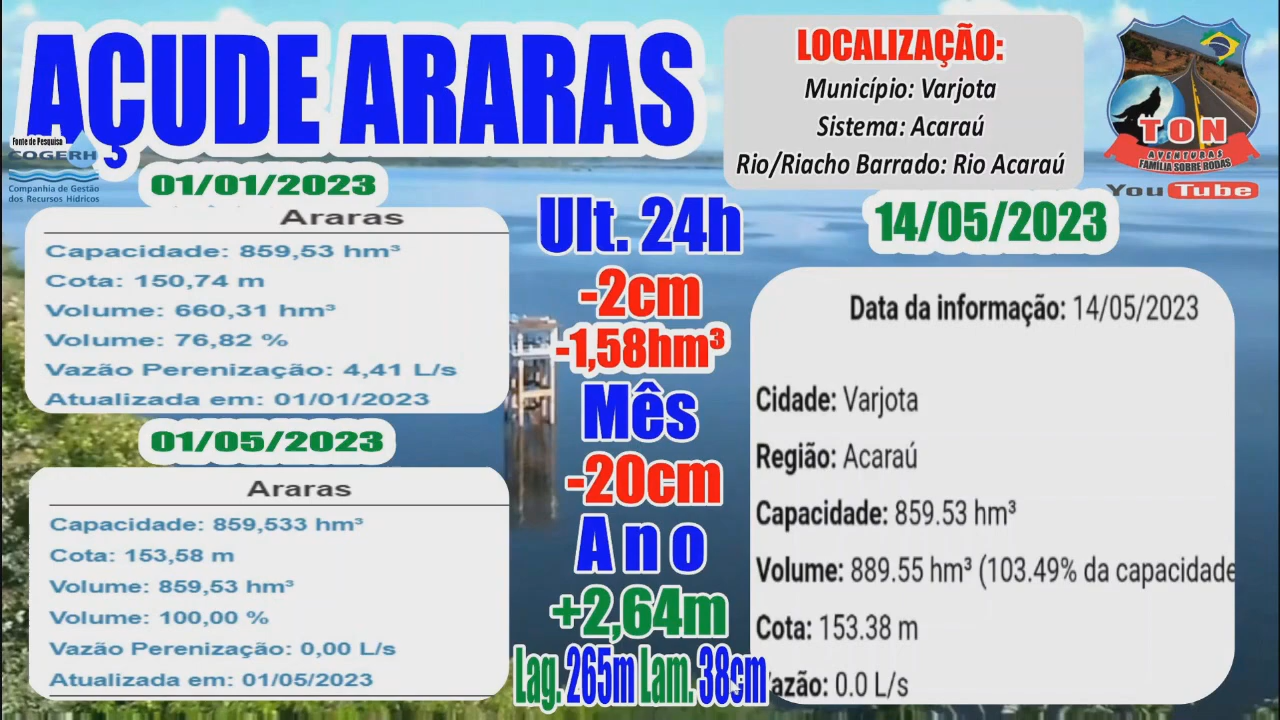 AÇUDE ARARAS
LOCALIZAÇÃO:
Município: Varjota
Sistema: Acaraú
Rio/Riacho Barrado: Rio Acaraú
TON
AVENTURAS
FAMÍLIA SOBRE RODAS
YouTube
Fonte de Pesquisa
COGERH
Companhia de Gestão
dos Recursos Hídricos
01/01/2023
Araras
Capacidade: 859,53 hm³
Cota: 150,74 m
Volume: 660,31 hm³
Volume: 76,82 %
Vazão Perenização: 4,41 L/s
Atualizada em: 01/01/2023
01/05/2023
Araras
Capacidade: 859,533 hm³
Cota: 153,58 m
Volume: 859,53 hm³
Volume: 100,00 %
Vazão Perenização: 0,00 L/s
Atualizada em: 01/05/2023
Ult. 24h
-2cm
-1,58hm³
Mês
-20cm
Ano
+2,64m
Lag. 265m Lam. 38cm
14/05/2023
Data da informação: 14/05/2023
Cidade: Varjota
Região: Acaraú
Capacidade: 859.53 hm³
Volume: 889.55 hm³ (103.49% da capacidade
Cota: 153.38 m
azão: 0.0 L/s